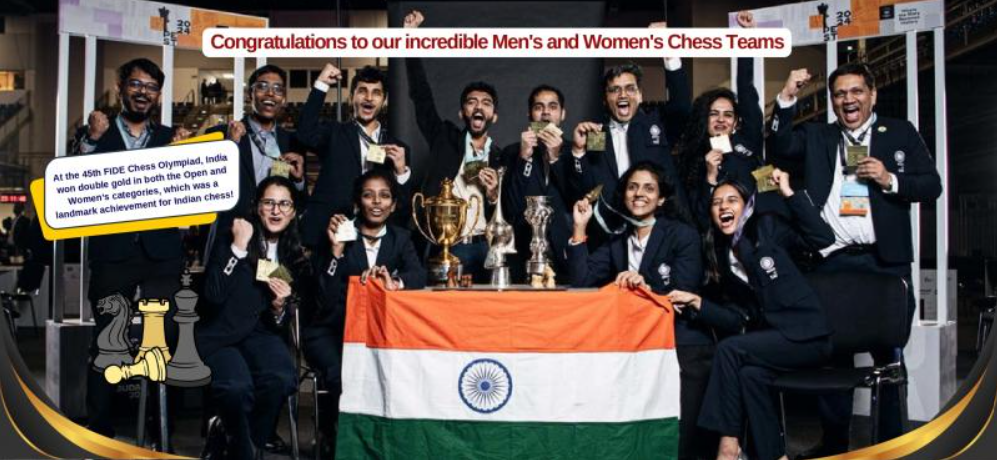 Congratulations to our incredible Men's and Women's Chess Teams
At the 45th FIDE Chess Olympiad, India
won double gold in both the Open and
Women's categories, which was a
landmark achievement for Indian chess!